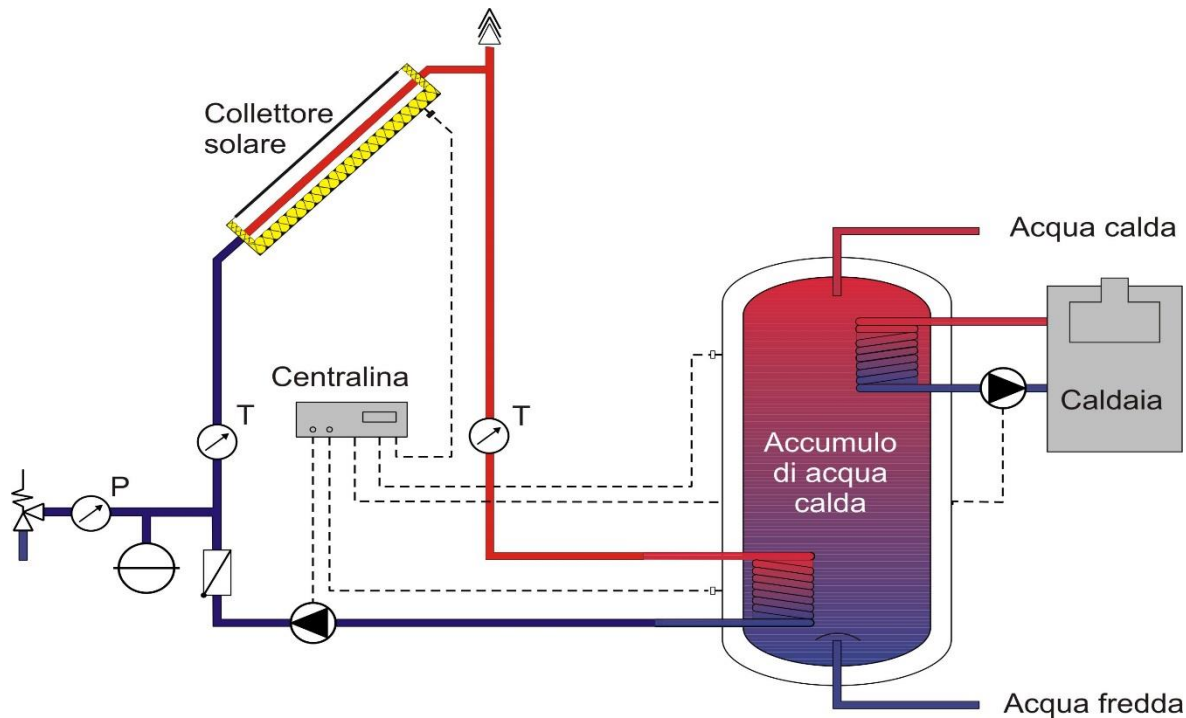 Collettore
solare
Acqua calda
Centralina
T
T
Caldaia
Accumulo
di acqua
calda
P
Acqua fredda